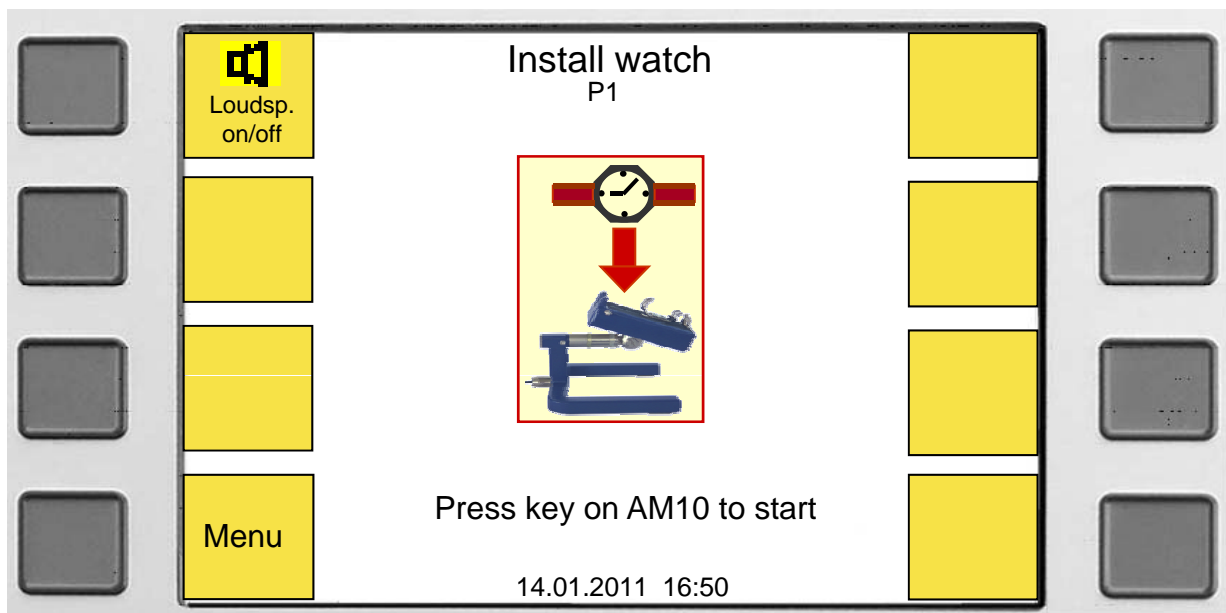 Loudsp.
on/off
Install watch
P1
Press key on AM10 to start
Menu
14.01.2011 16:50